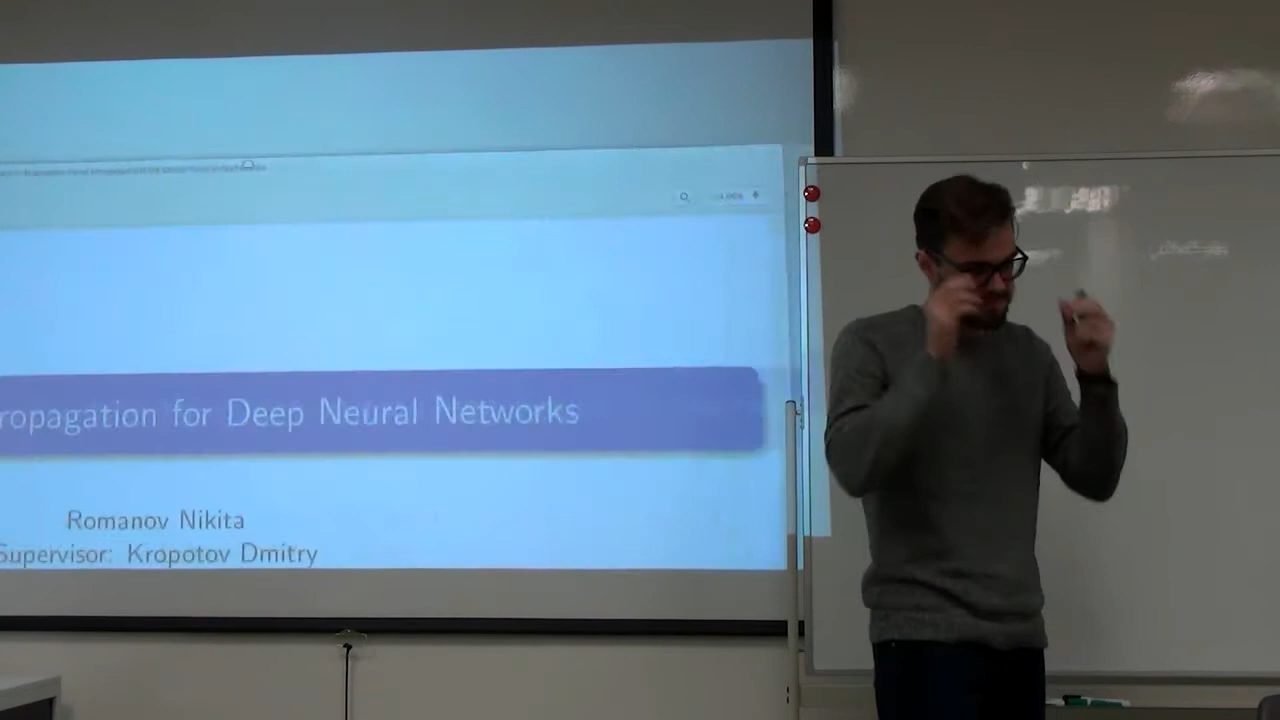 ropagation for Deep Neural Networks
Romanov Nikita
Supervisor: Kropotov Dmitry